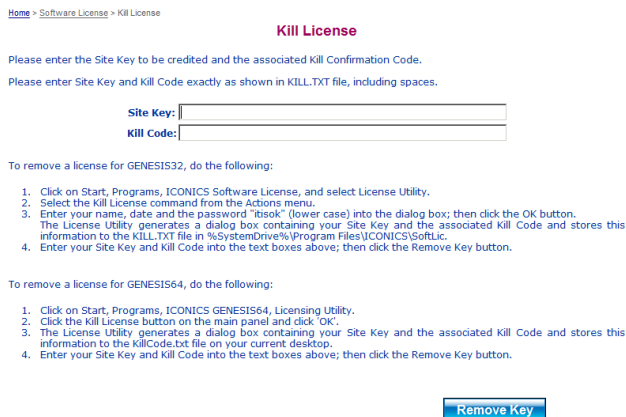 Home > Software License > Kill License
Kill License
Please enter the Site Key to be credited and the associated Kill Confirmation Code.
Please enter Site Key and Kill Code exactly as shown in KILL.TXT file, including spaces.
Site Key:
Kill Code:
To remove a license for GENESIS32, do the following:
1. Click on Start, Programs, ICONICS Software License, and select License Utility.
2. Select the Kill License command from the Actions menu.
3. Enter your name, date and the password "itisok" (lower case) into the dialog box; then click the OK button.
The License Utility generates a dialog box containing your Site Key and the associated Kill Code and stores this
information to the KILL.TXT file in %SystemDrive%\Program Files\ICONICS\SoftLic.
4. Enter your Site Key and Kill Code into the text boxes above; then click the Remove Key button.
To remove a license for GENESIS64, do the following:
1. Click on Start, Programs, ICONICS GENESIS64, Licensing Utility.
2. Click the Kill License button on the main panel and click 'OK'.
3. The License Utility generates a dialog box containing your Site Key and the associated Kill Code and stores this
information to the KillCode.txt file on your current desktop.
4. Enter your Site Key and Kill Code into the text boxes above; then click the Remove Key button.
Remove Key